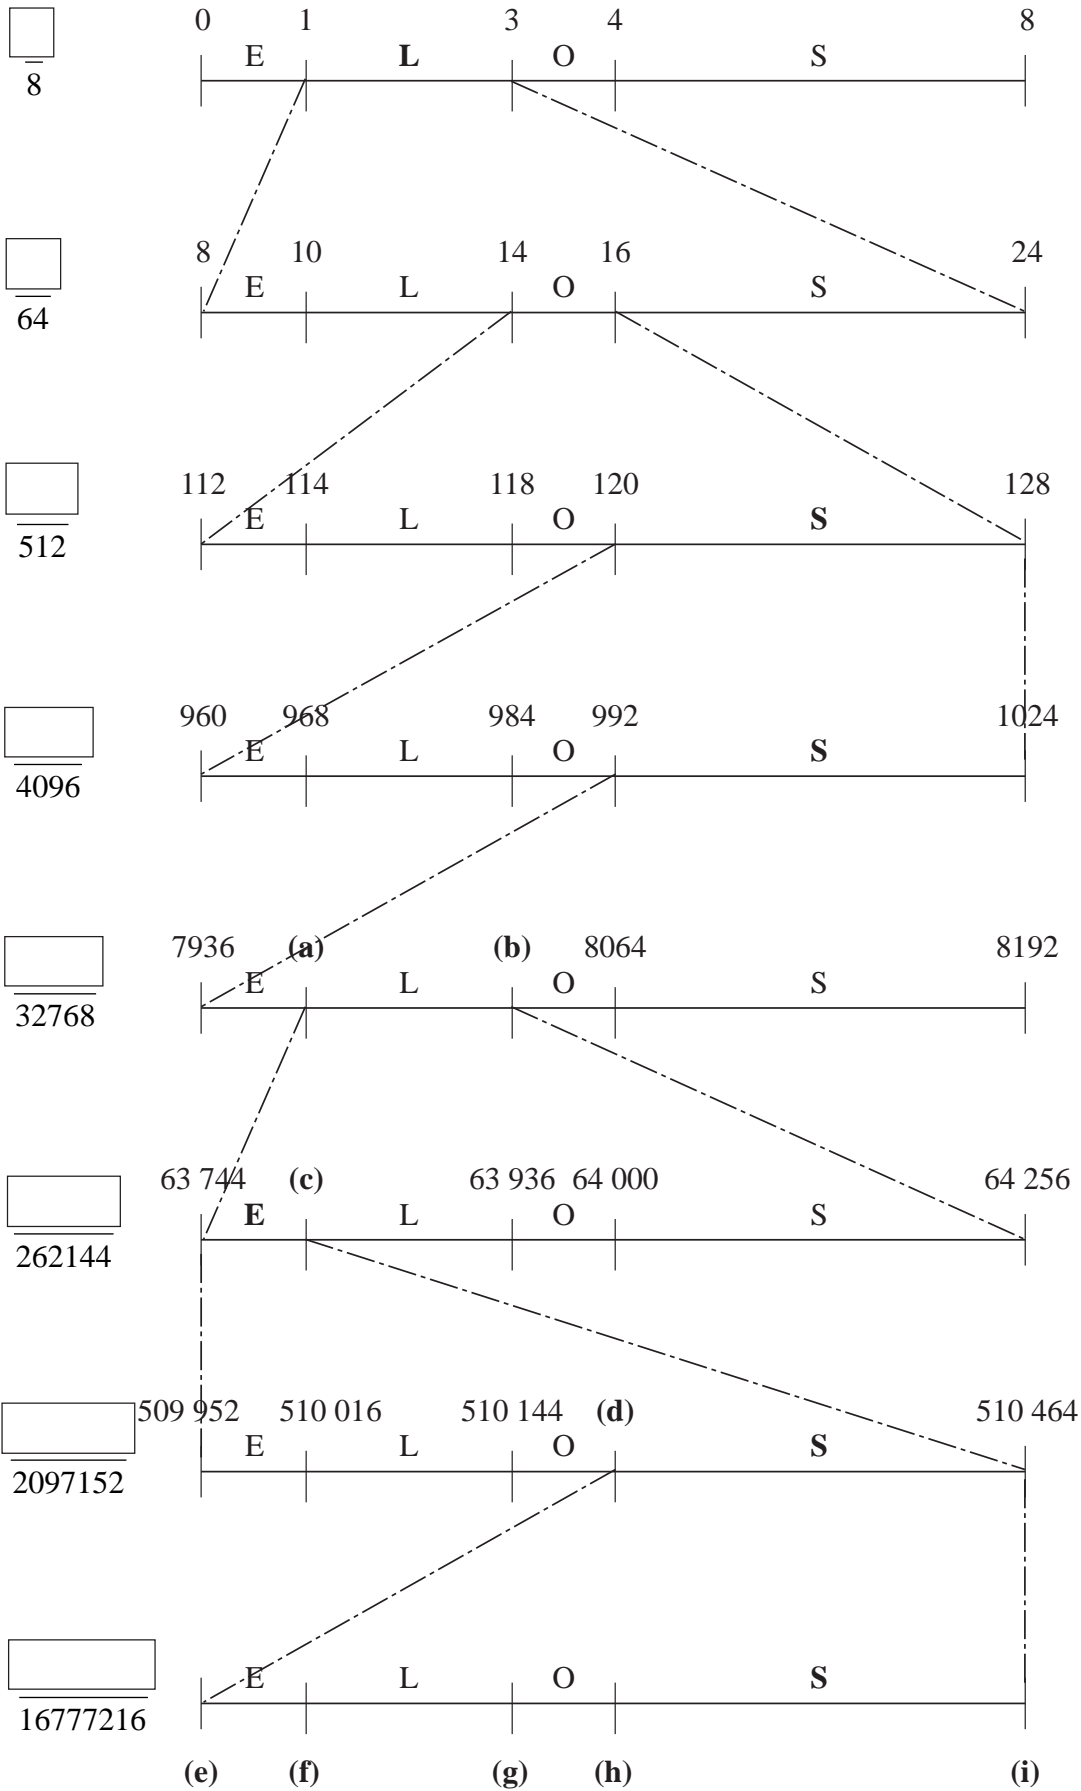 0 1 3 4 8
E L O S
8
8 10 14 16 24
E L O S
64
112 114 118 120 128
E L O S
512
960 968 984 992 1024
E L O S
4096
7936 (a) (b) 8064 8192
E L O S
32768
63 744 (c) 63 936 64 000 64 256
E L O S
262144
509 952 510 016 510 144 (d) 510 464
E L O S
2097152
E L O S
16777216
(e) (f) (g) (h) (i)